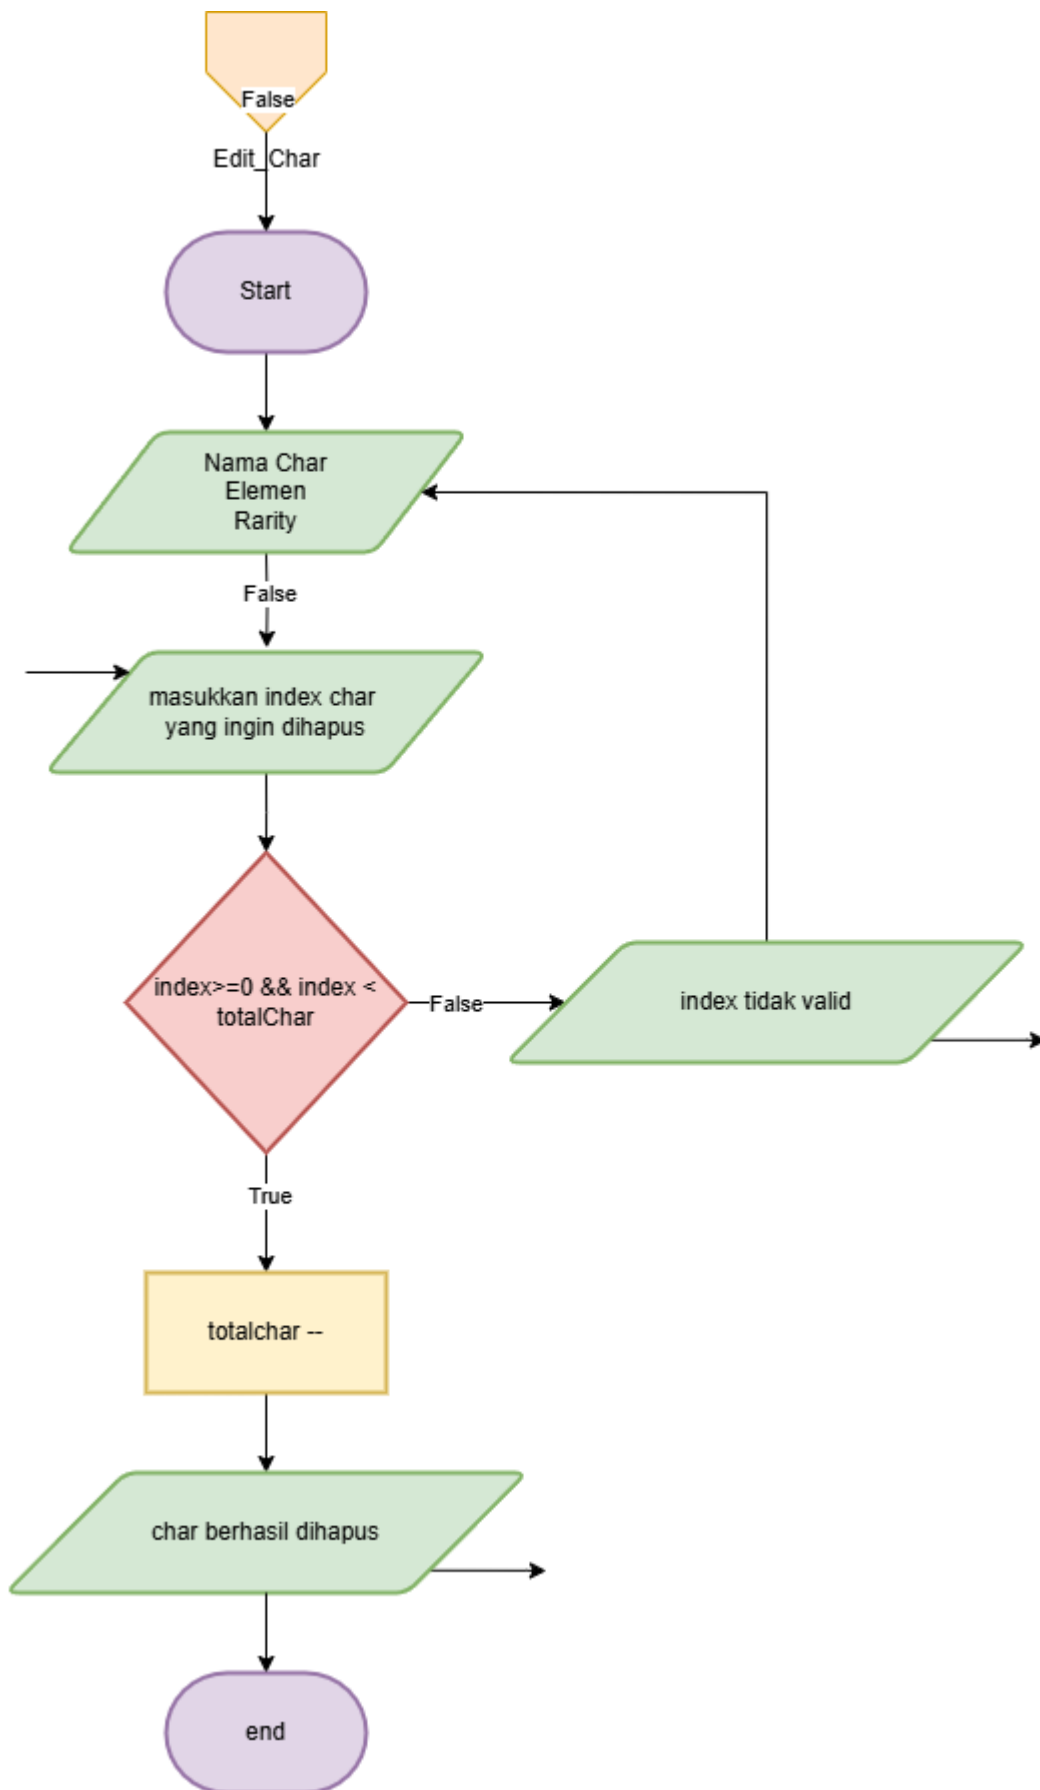 False
Edit_Char
Start
Nama Char
Elemen
Rarity
False
masukkan index char
yang ingin dihapus
index>=0 && index <
totalChar
False
index tidak valid
True
totalchar --
char berhasil dihapus
end